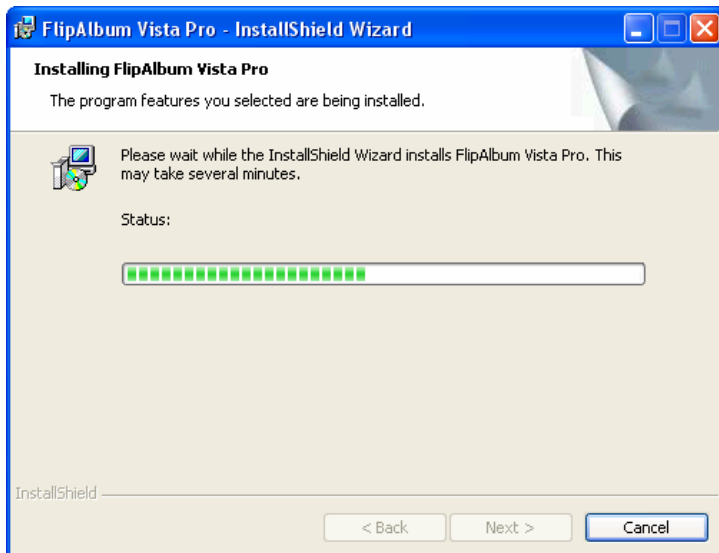 FlipAlbum Vista Pro - InstallShield Wizard
Installing FlipAlbum Vista Pro
The program features you selected are being installed.
Please wait while the InstallShield Wizard installs FlipAlbum Vista Pro. This
may take several minutes.
Status:
InstallShield
< Back
Next >
Cancel